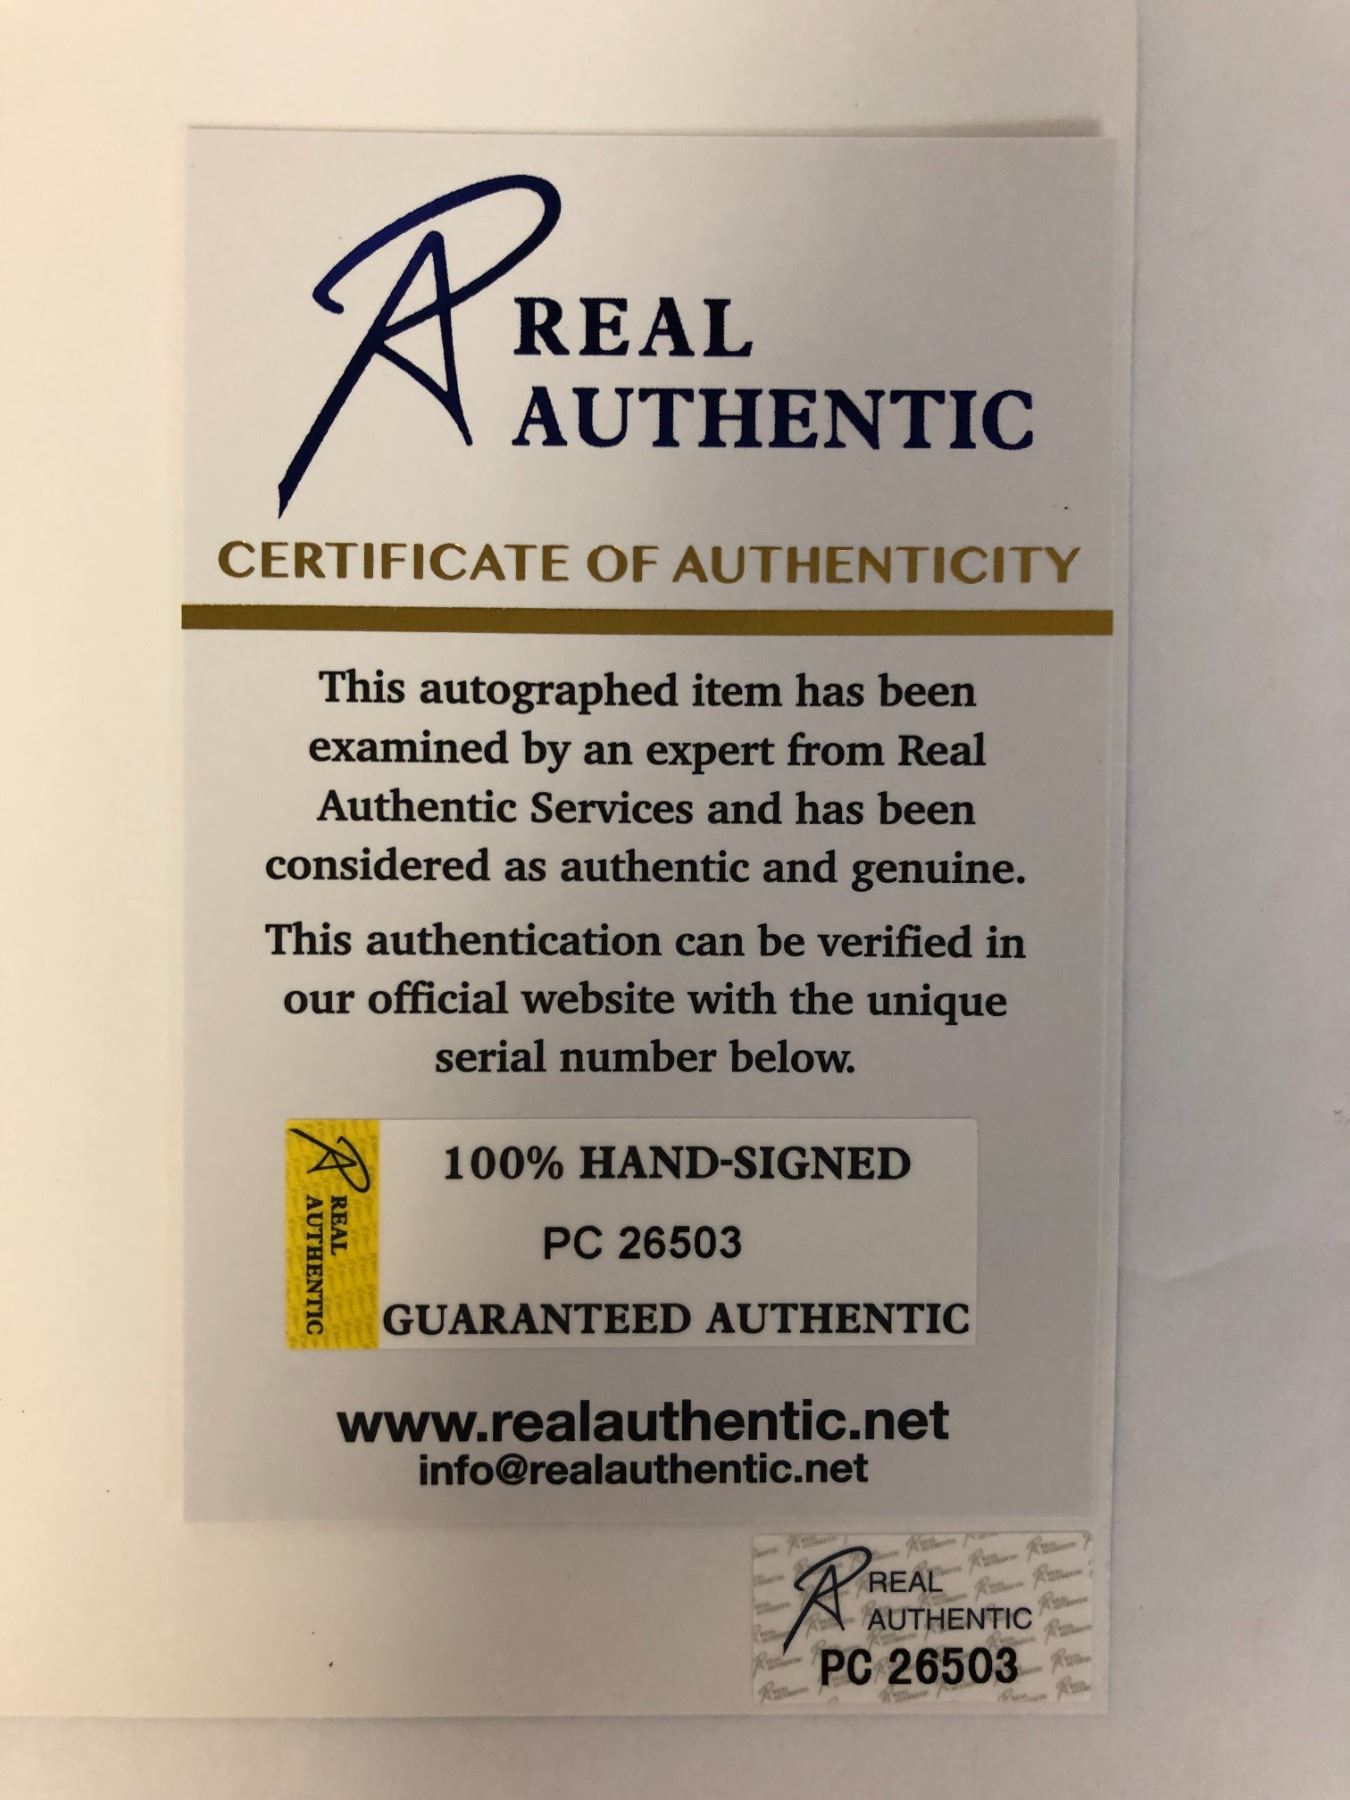 REAL
AUTHENTIC
CERTIFICATE OF AUTHENTICITY
This autographed item has been
examined by an expert from Real
Authentic Services and has been
considered as authentic and genuine.
This authentication can be verified in
our official website with the unique
serial number below.
REAL
AUTHENTIC
100% HAND-SIGNED
PC 26503
GUARANTEED AUTHENTIC
www.realauthentic.net
info@realauthentic.net
REAL
AUTHENTIC
PC 26503